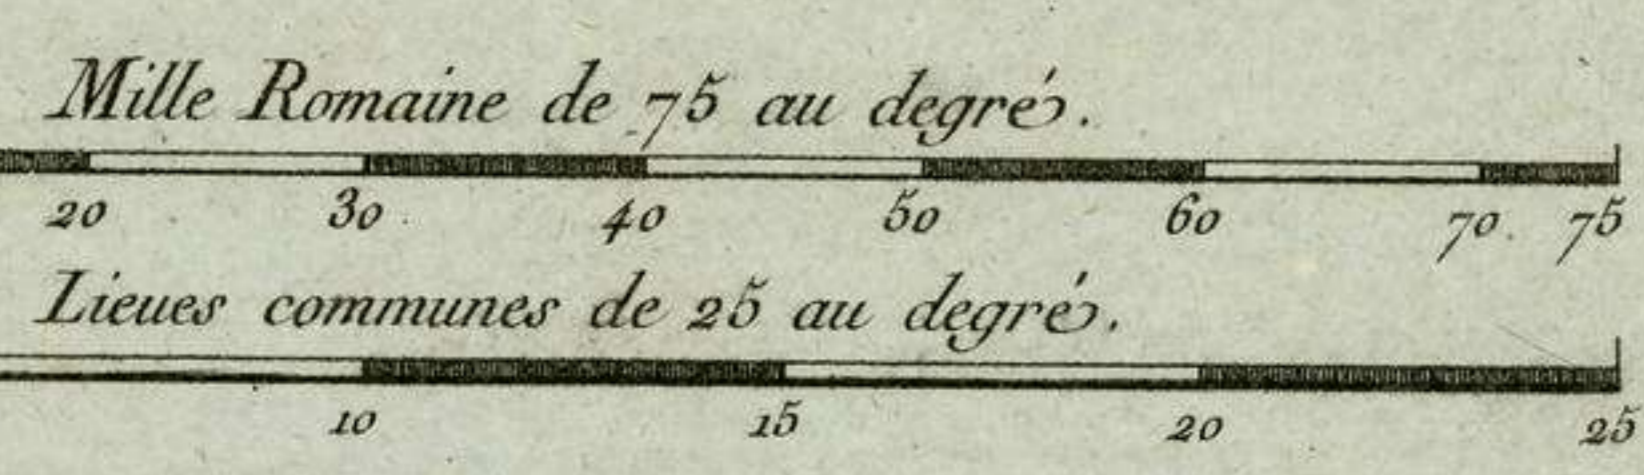 Mille Romaine de 75 au degré.
20 30 40 50 60 70 75
Lieues communes de 25 au degré.
10 15 20 25